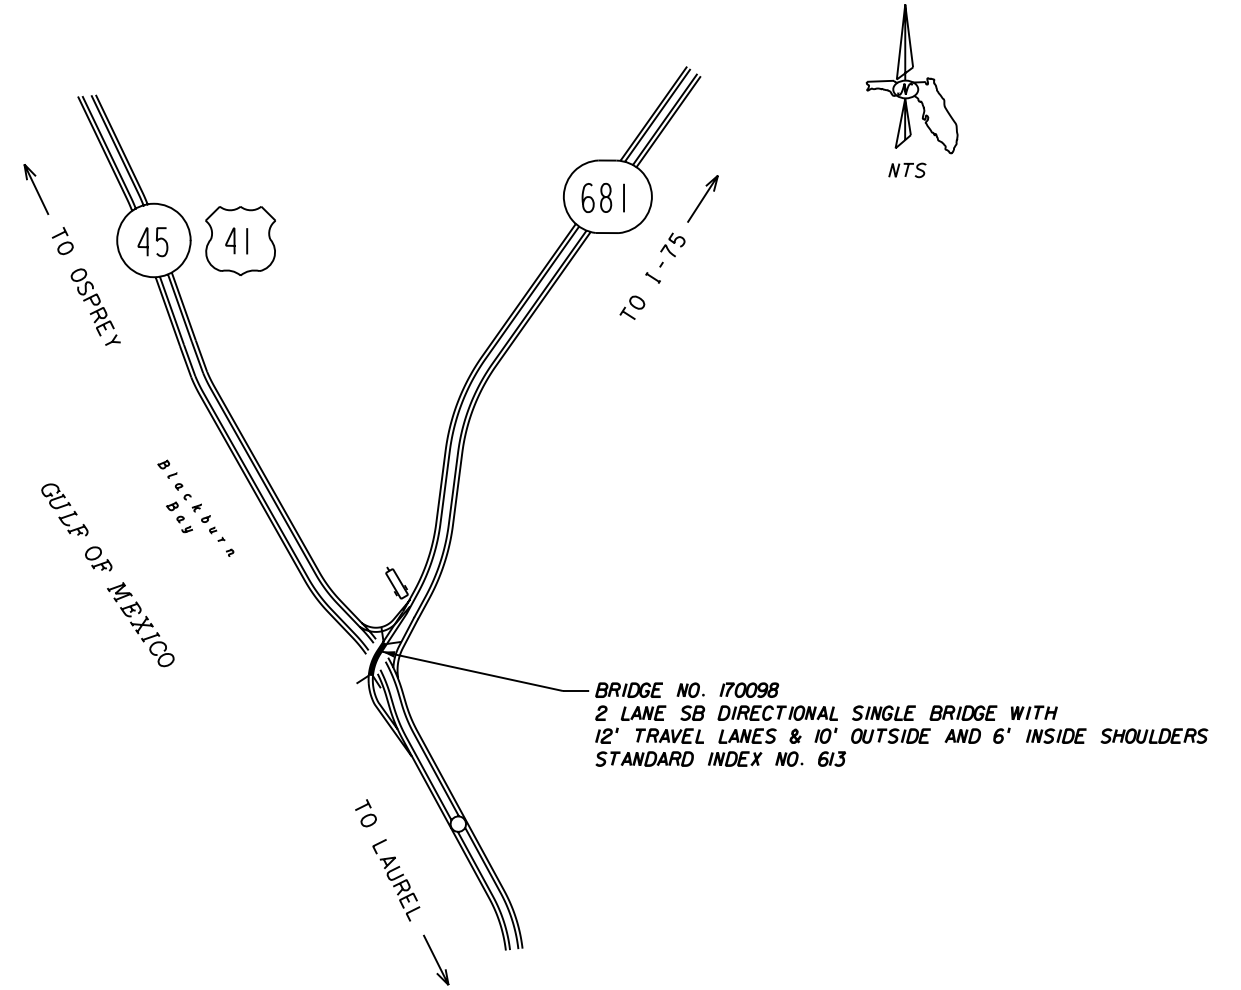 N
NTS
681
45
41
TO OSPREY
TO I-75
Blackburn
Bay
GULF OF MEXICO
BRIDGE NO. 170098
2 LANE SB DIRECTIONAL SINGLE BRIDGE WITH
12' TRAVEL LANES & 10' OUTSIDE AND 6' INSIDE SHOULDERS
STANDARD INDEX NO. 613
TO LAUREL